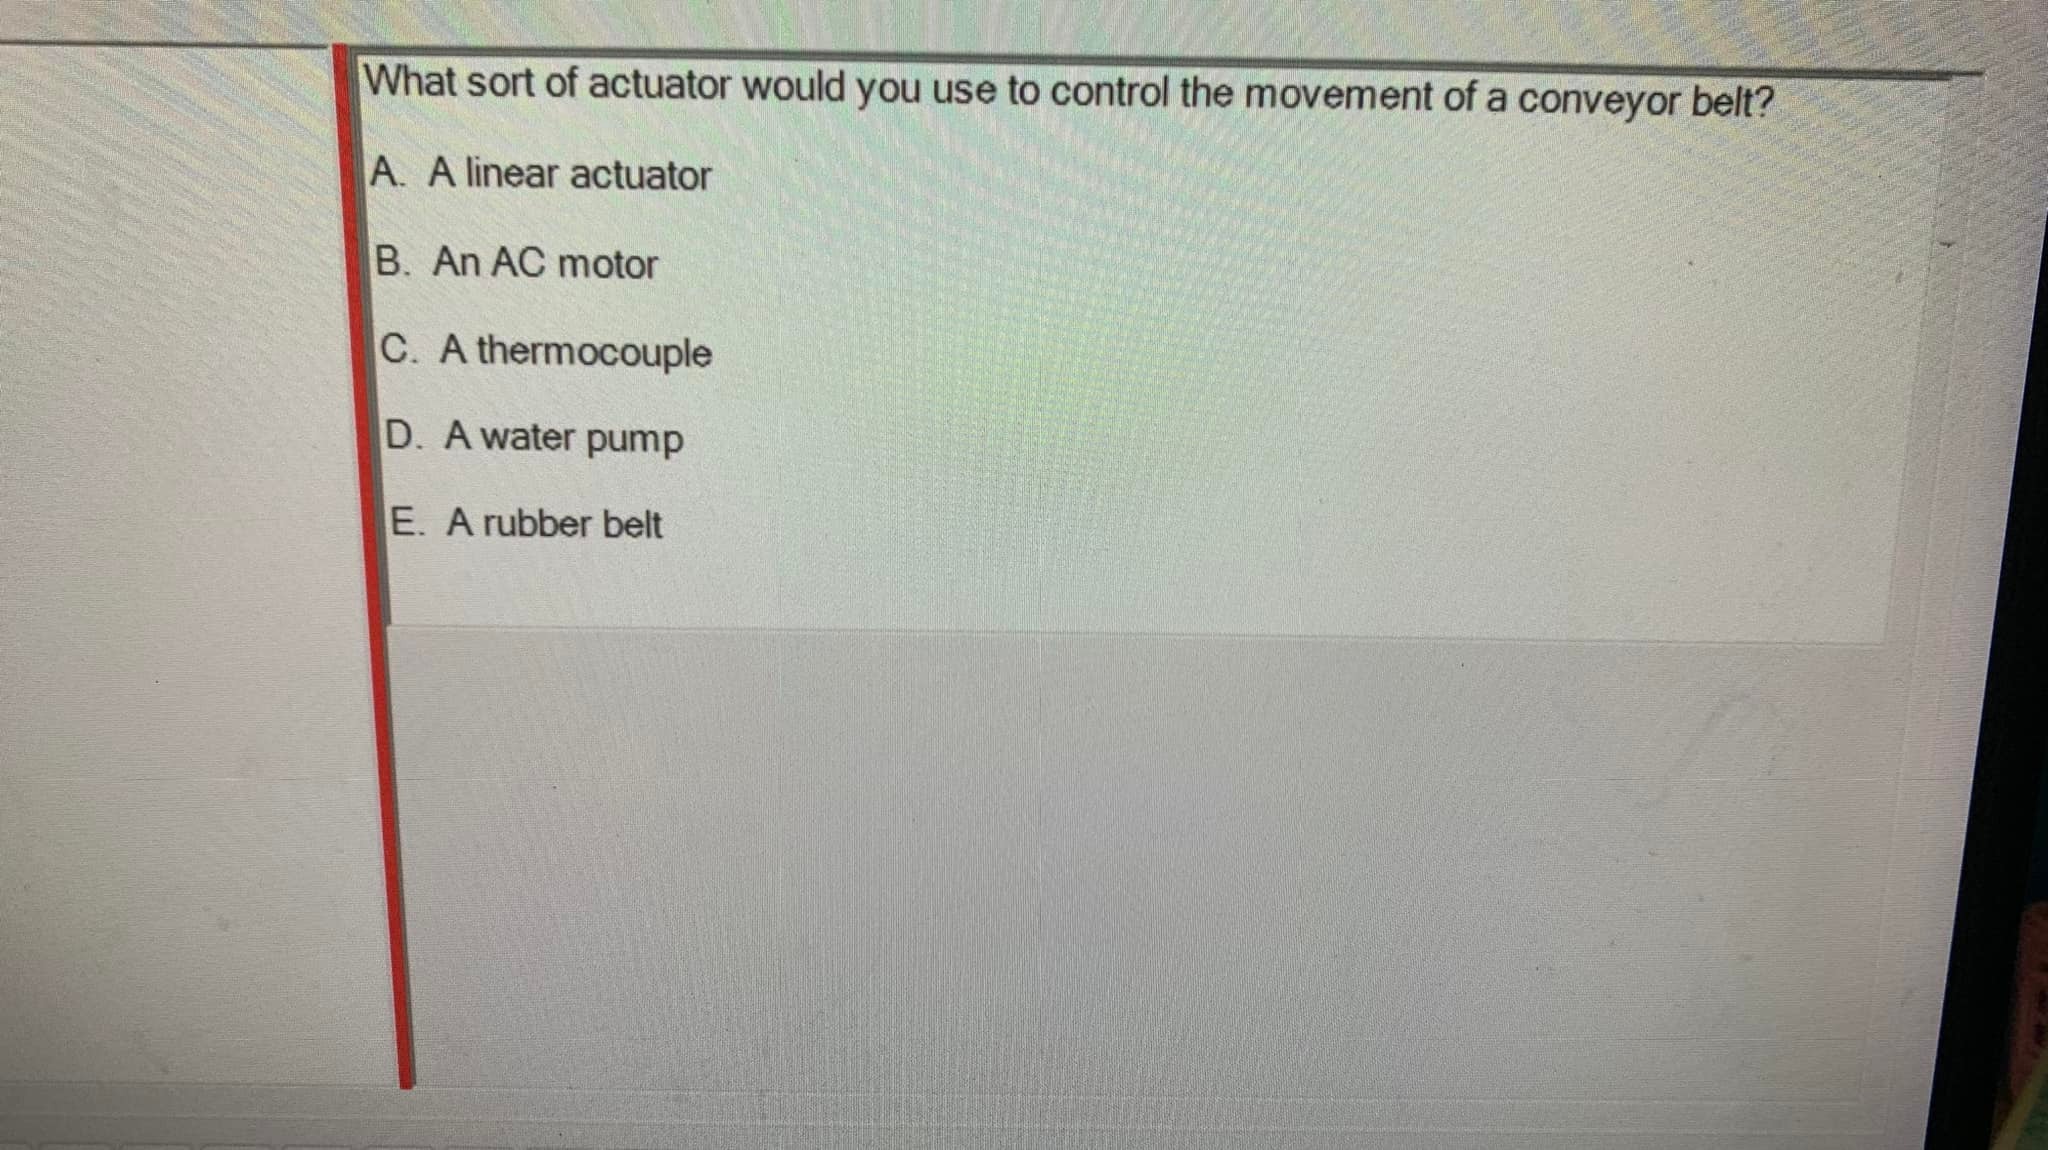 What sort of actuator would you use to control the movement of a conveyor belt?
A. A linear actuator
B. An AC motor
C. A thermocouple
D. A water pump
E. A rubber belt